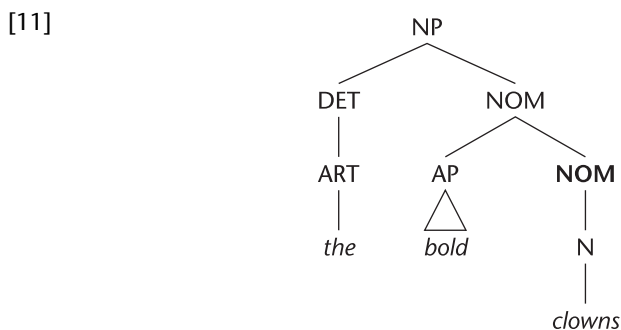 [11]
NP
DET NOM
ART AP NOM
the bold N
clowns